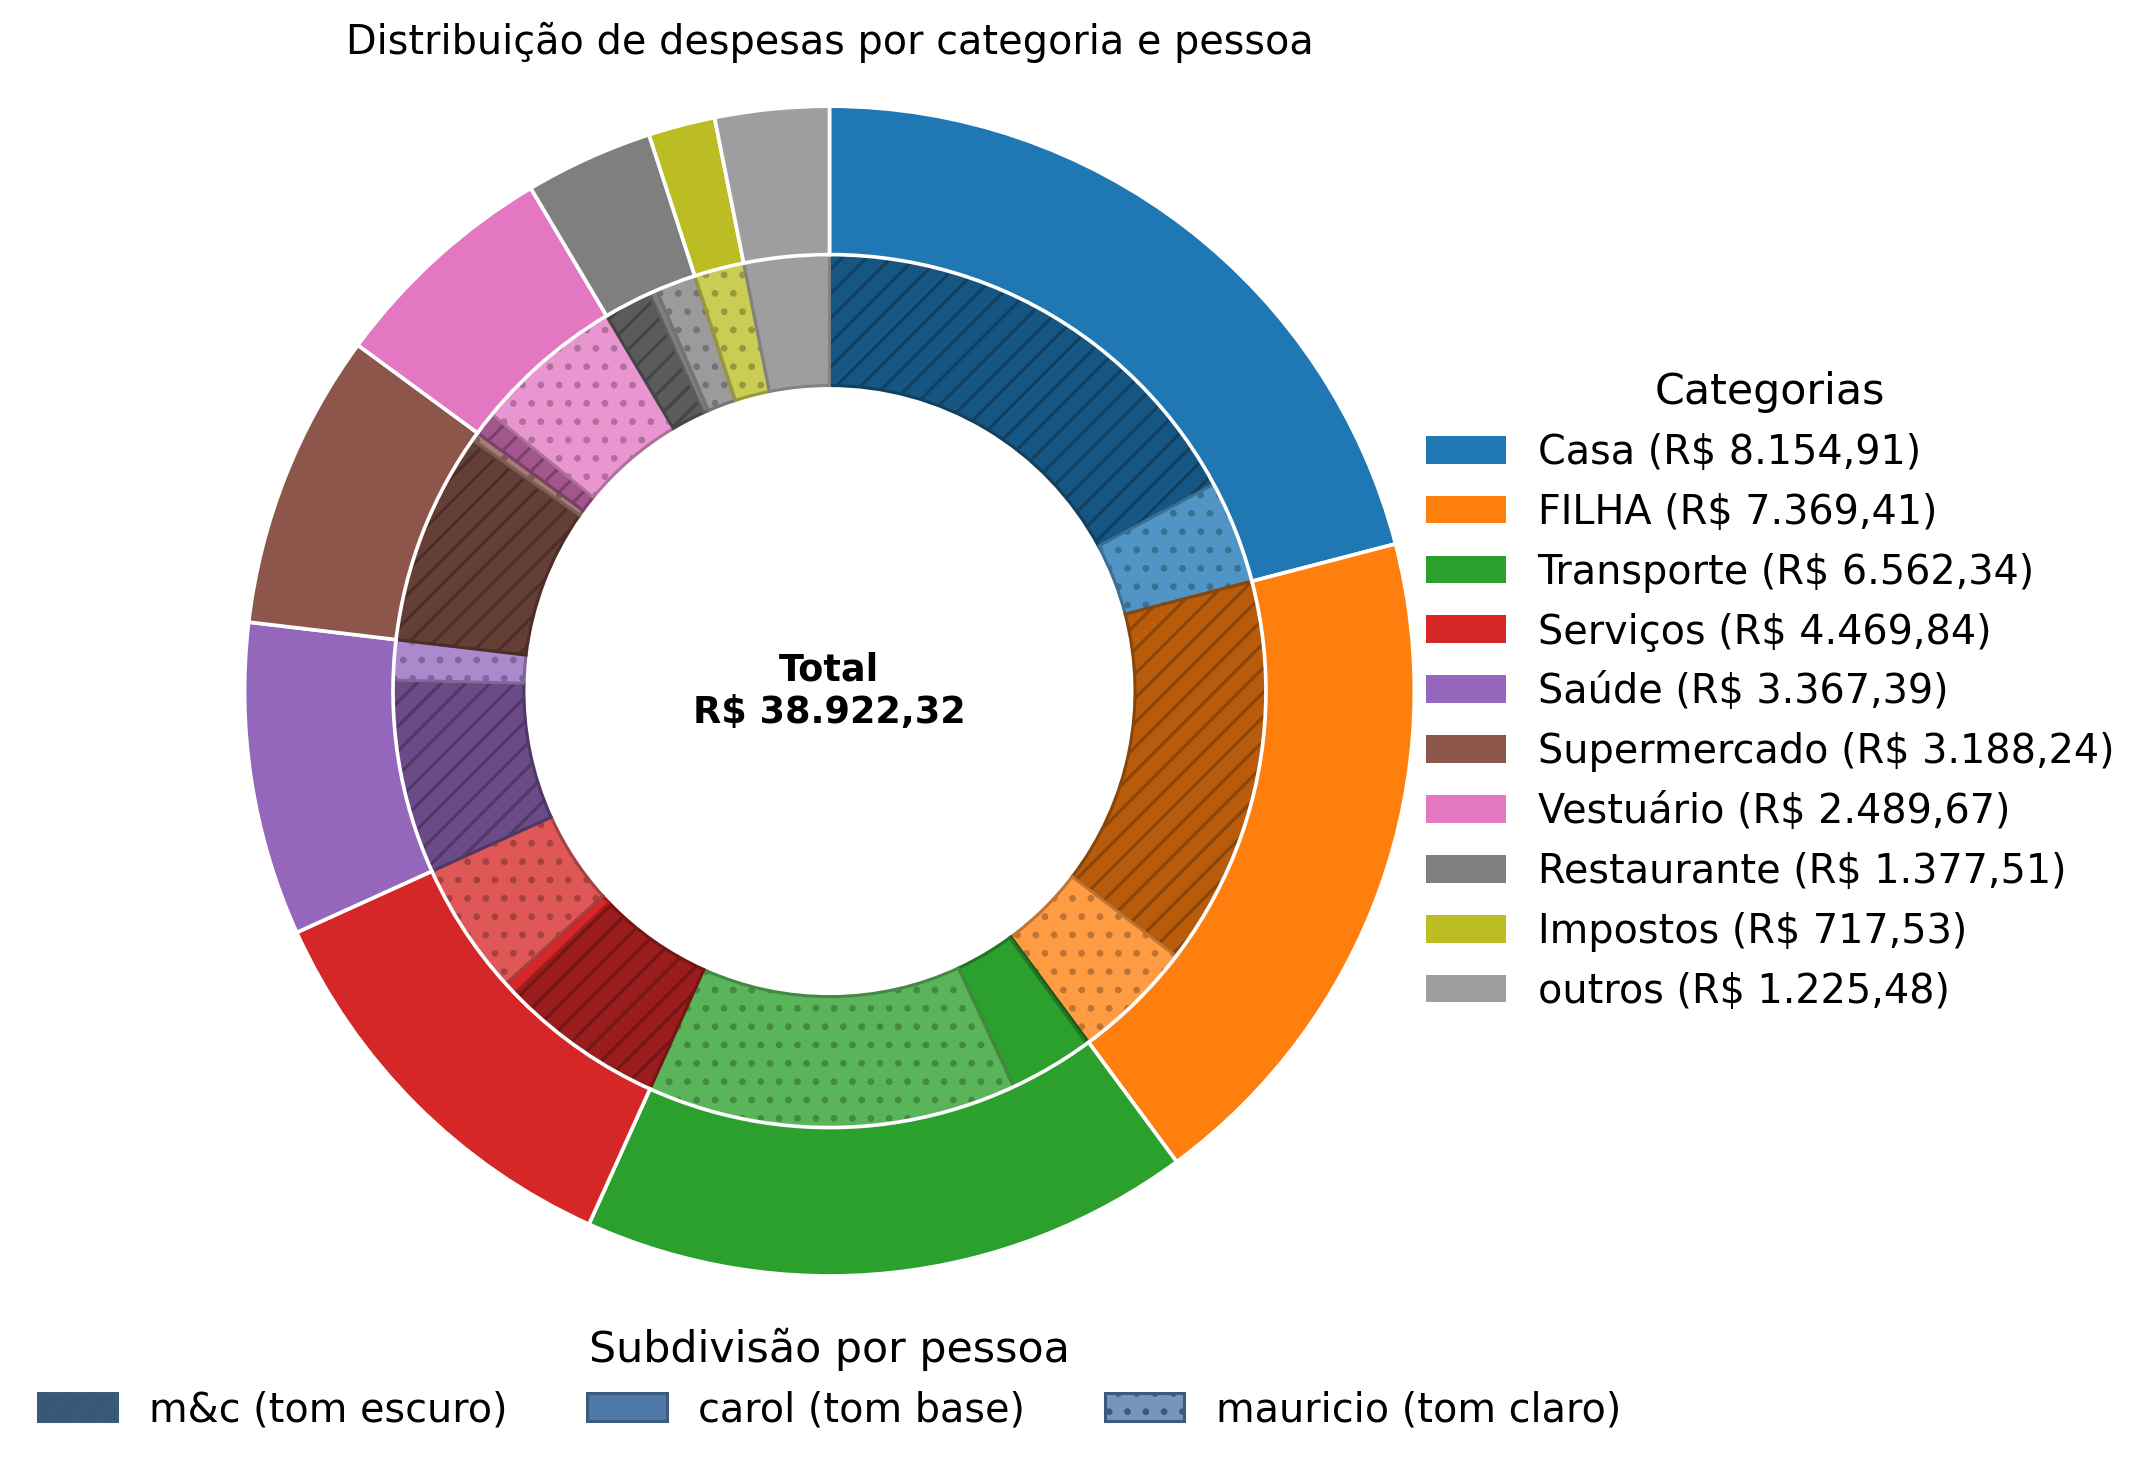 Distribuição de despesas por categoria e pessoa
Total
R$ 38.922,32
Categorias
Casa (R$ 8.154,91)
FILHA (R$ 7.369,41)
Transporte (R$ 6.562,34)
Serviços (R$ 4.469,84)
Saúde (R$ 3.367,39)
Supermercado (R$ 3.188,24)
Vestuário (R$ 2.489,67)
Restaurante (R$ 1.377,51)
Impostos (R$ 717,53)
outros (R$ 1.225,48)
Subdivisão por pessoa
m&c (tom escuro)
carol (tom base)
mauricio (tom claro)